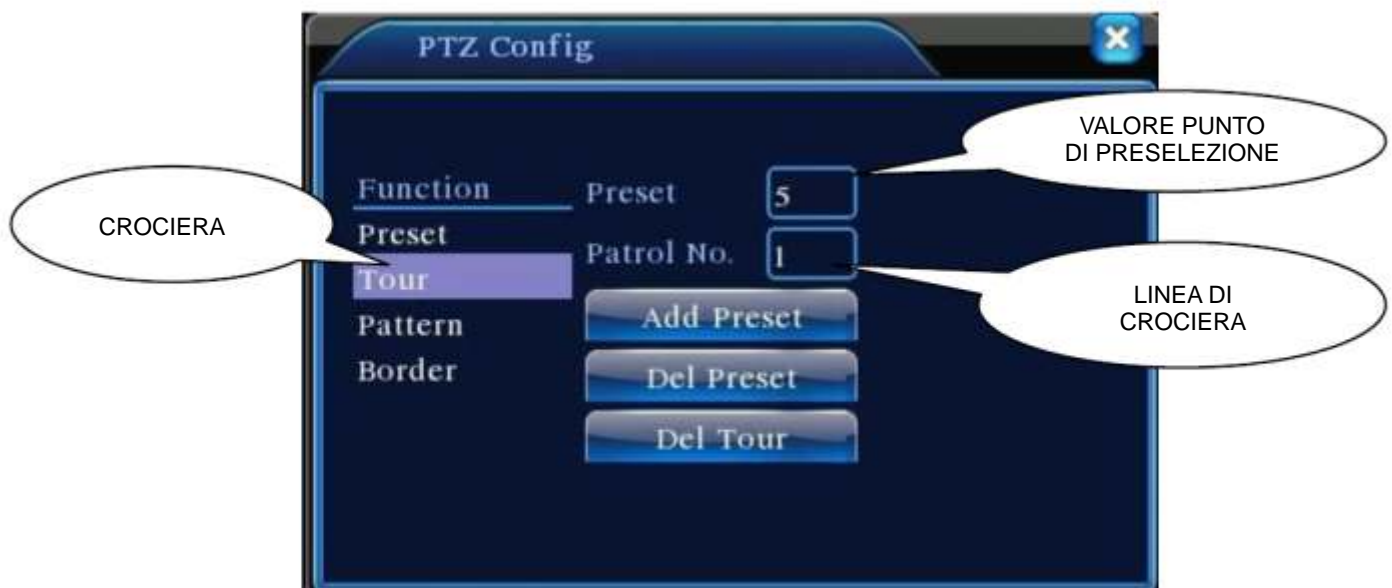 PTZ Config
VALORE PUNTO
DI PRESELEZIONE
CROCIERA
Function
Preset
Tour
Pattern
Border
Preset
5
Patrol No.
1
Add Preset
Del Preset
Del Tour
LINEA DI
CROCIERA